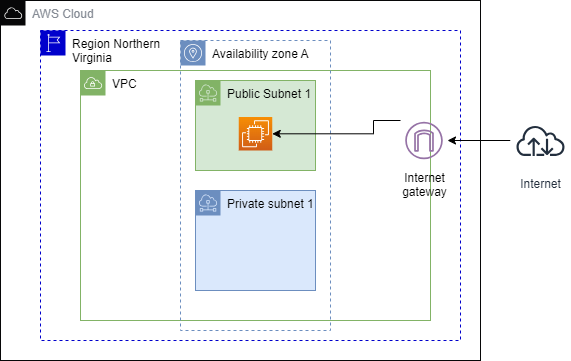 AWS Cloud
Region Northern
Virginia
Availability zone A
VPC
Public Subnet 1
Internet
gateway
Internet
Private subnet 1